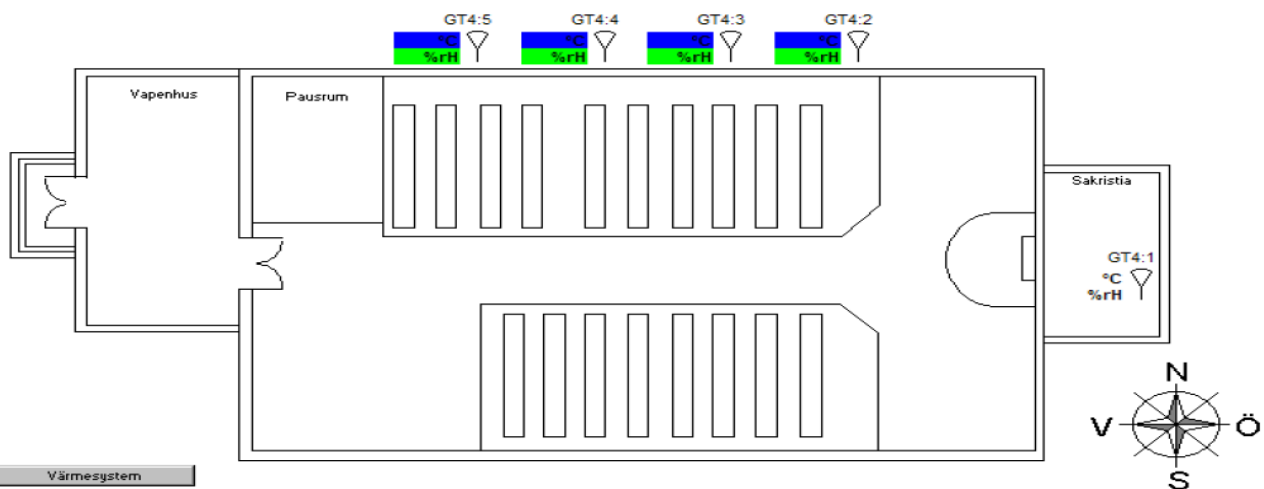 GT4:5 GT4:4 GT4:3 GT4:2
°C °C °C °C
%rH %rH %rH %rH
Vapenhus Pausrum
Sakristia
GT4:1
°C
%rH
N
V Ö
S
Värmesystem